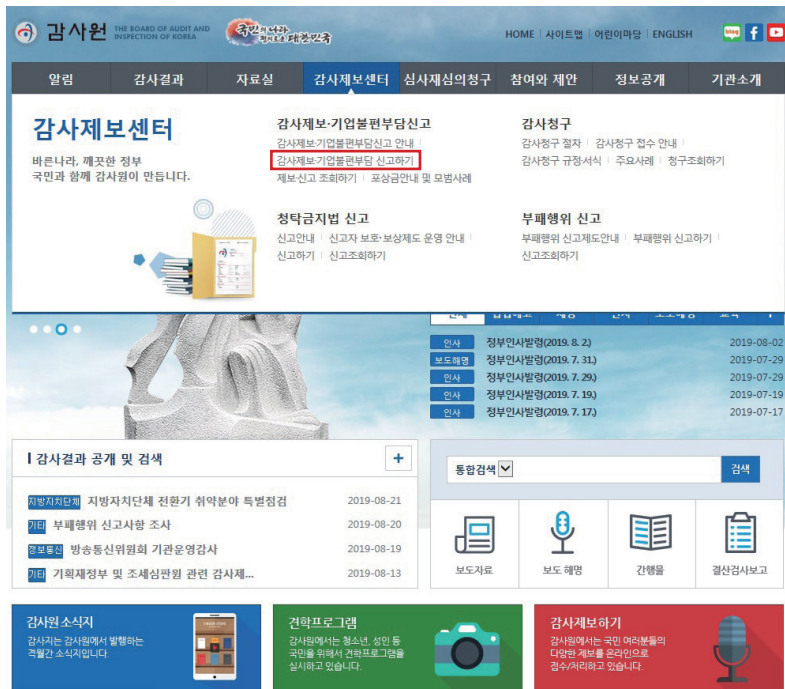 감사원 THE BOARD OF AUDIT AND INSPECTION OF KOREA
국민의 나라 정의로운 대한민국
HOME 사이트맵 어린이마당 ENGLISH
blog
알림 감사결과 자료실 감사제보센터 심사재심의청구 참여와 제안 정보공개 기관소개
감사제보센터
바른나라, 깨끗한 정부
국민과 함께 감사원이 만듭니다.
감사제보·기업불편부담신고
감사제보·기업불편부담신고 안내
감사제보·기업불편부담 신고하기
제보·신고 조회하기 포상금안내 및 모범사례
감사청구
감사청구 절차 감사청구 접수 안내
감사청구 규정·서식 주요사례 청구조회하기
청탁금지법 신고
신고안내 신고자 보호·보상제도 운영 안내
신고하기 신고조회하기
부패행위 신고
부패행위 신고제도안내 부패행위 신고하기
신고조회하기
인사 정부인사발령(2019. 8. 2.) 2019-08-02
보도해명 정부인사발령(2019. 7. 31.) 2019-07-29
인사 정부인사발령(2019. 7. 29.) 2019-07-29
인사 정부인사발령(2019. 7. 19.) 2019-07-19
인사 정부인사발령(2019. 7. 17.) 2019-07-17
감사결과 공개 및 검색 +
지방자치단체 지방자치단체 전환기 취약분야 특별점검 2019-08-21
기타 부패행위 신고사항 조사 2019-08-20
정보통신 방송통신위원회 기관운영감사 2019-08-19
기타 기획재정부 및 조세심판원 관련 감사제... 2019-08-13
통합검색 검색
보도자료 보도 해명 간행물 결산검사보고
감사원 소식지
감사지는 감사원에서 발행하는
격월간 소식지입니다.
견학프로그램
감사원에서는 청소년, 성인 등
국민을 위해서 견학프로그램을
실시하고 있습니다.
감사제보하기
감사원에서는 국민 여러분들의
다양한 제보를 온라인으로
접수/처리하고 있습니다.